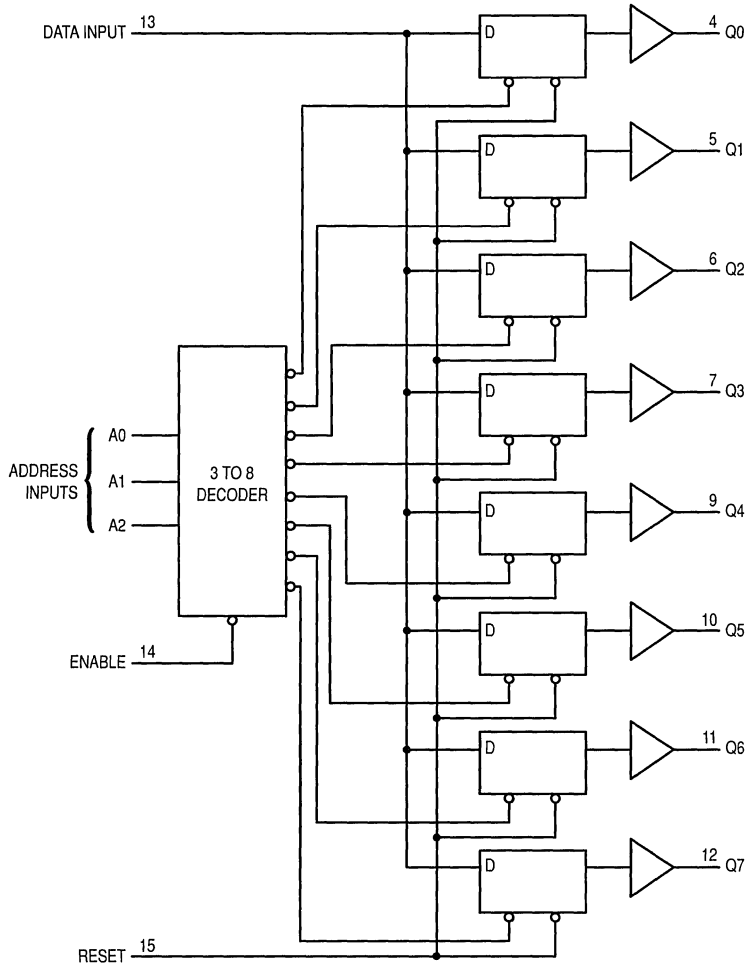 DATA INPUT 13
D
4 Q0
D
5 Q1
D
6 Q2
D
7 Q3
ADDRESS
INPUTS
A0
A1
A2
3 TO 8
DECODER
D
9 Q4
ENABLE 14
D
10 Q5
D
11 Q6
D
12 Q7
RESET 15